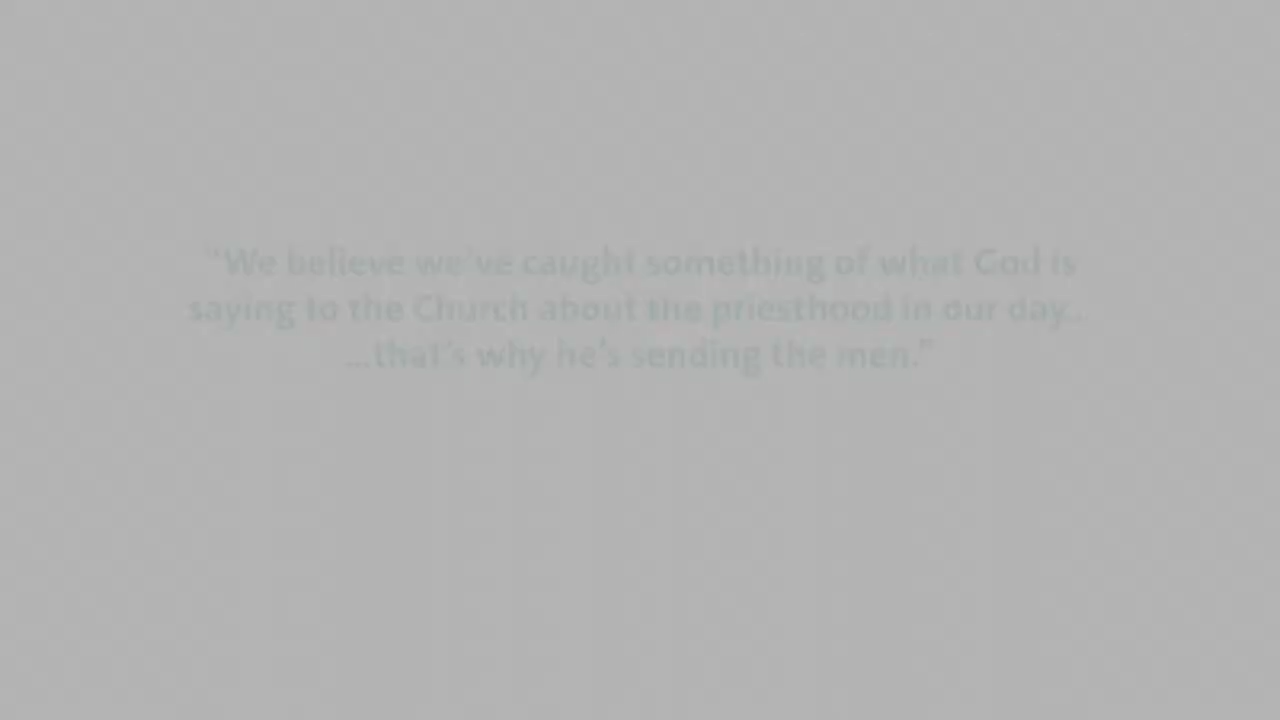 “We believe we’ve caught something of what God is
saying to the Church about the priesthood in our day...
...that’s why he’s sending the men.”